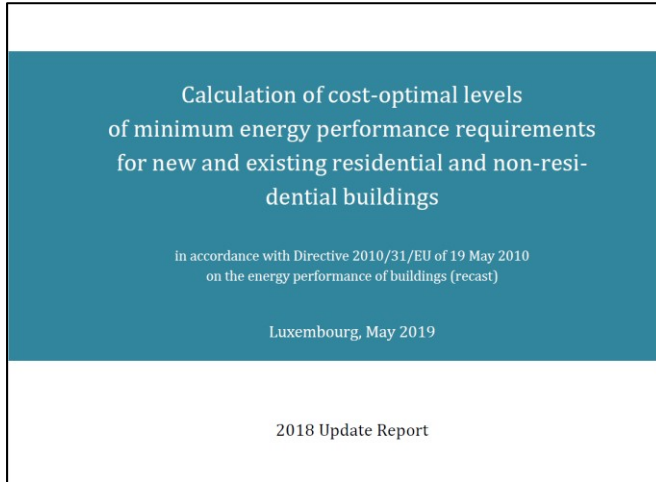 Calculation of cost-optimal levels
of minimum energy performance requirements
for new and existing residential and non-resi-
dential buildings
in accordance with Directive 2010/31/EU of 19 May 2010
on the energy performance of buildings (recast)
Luxembourg, May 2019
2018 Update Report